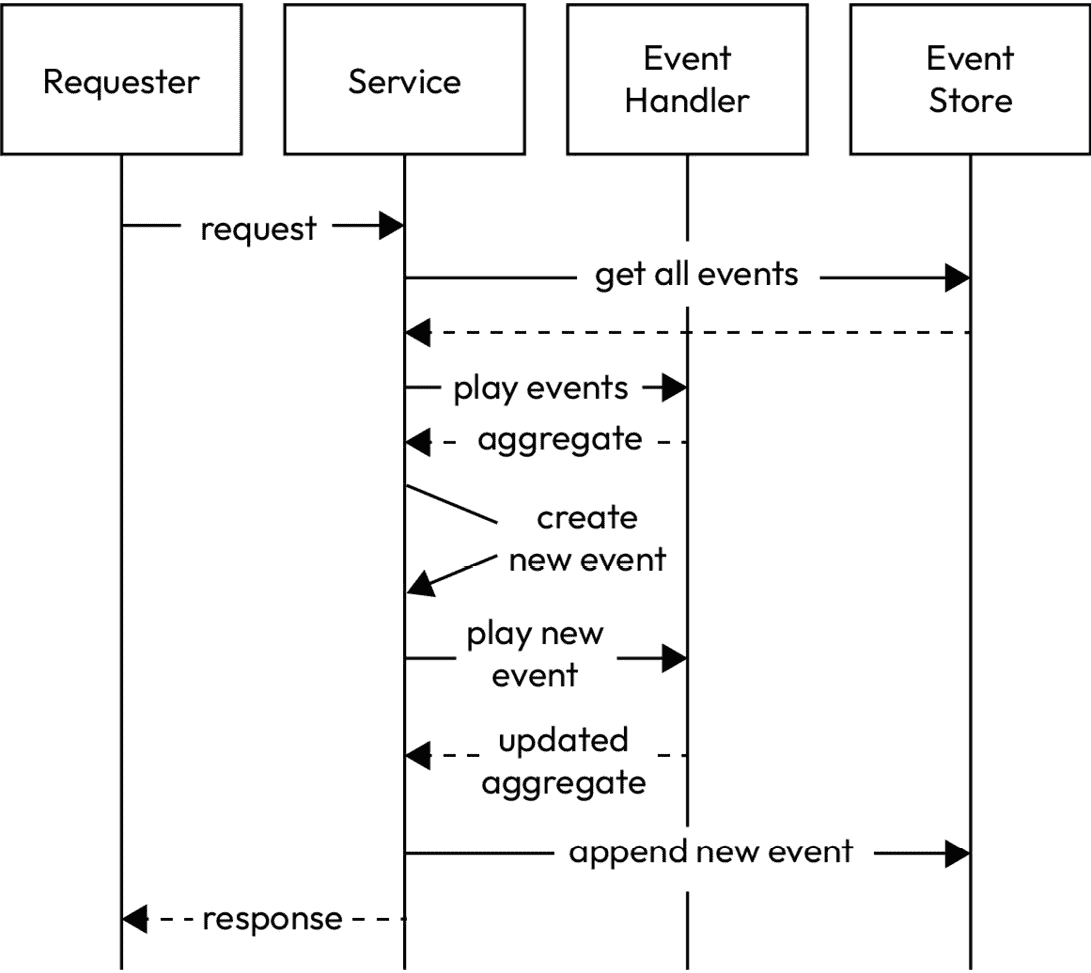 Requester
Service
Event
Handler
Event
Store
request
get all events
play events
aggregate
create
new event
play new
event
updated
aggregate
append new event
response